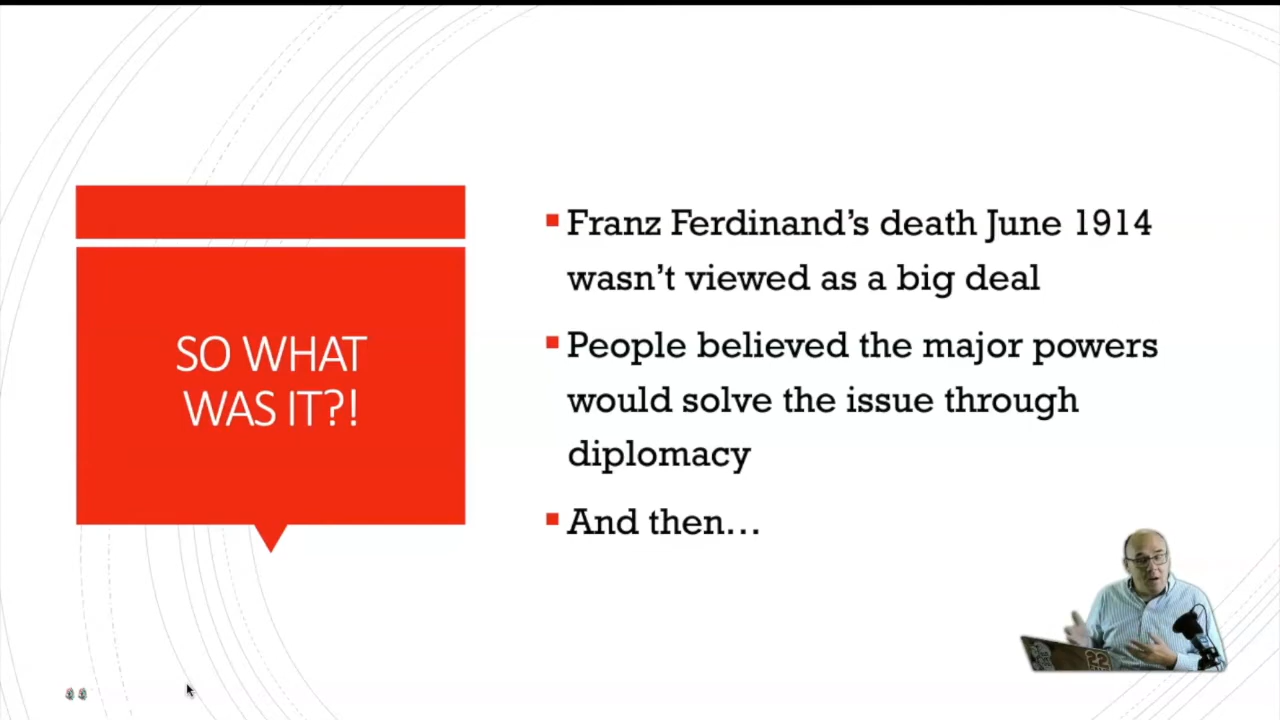 SO WHAT
WAS IT?!
Franz Ferdinand’s death June 1914
wasn’t viewed as a big deal
People believed the major powers
would solve the issue through
diplomacy
And then…